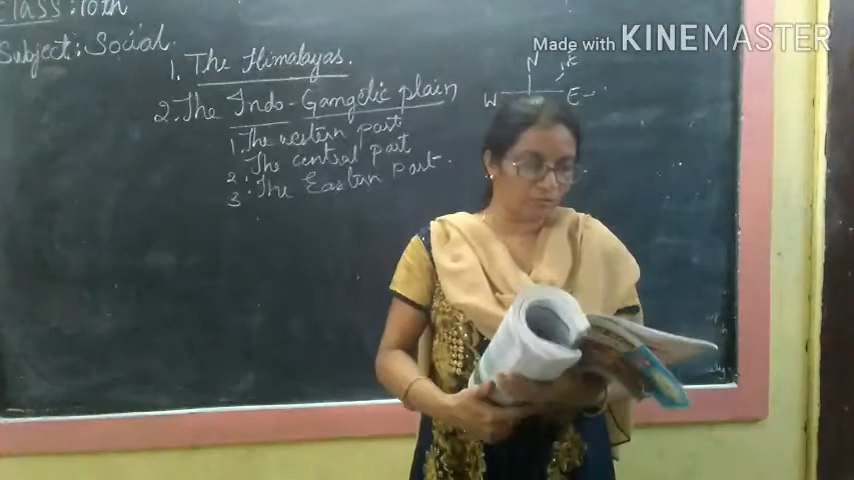 Class: 10th
Subject: Social
1. The Himalayas.
2. The Indo-Gangetic plain
1. The western part
2. The central part
3. The Eastern Part.
N
E
W
E
Made with KINEMASTER